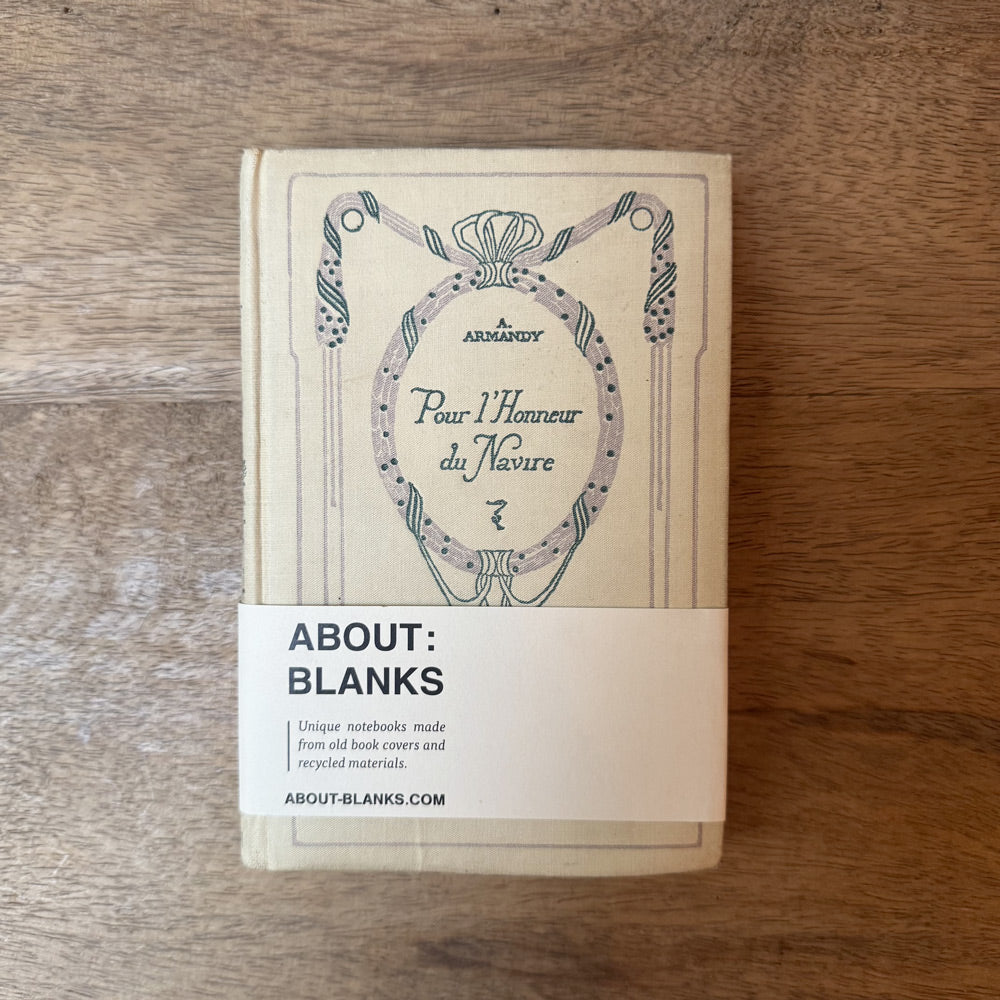 A.
ARMANDY
Pour l'Honneur
du Navire
ABOUT:
BLANKS
Unique notebooks made
from old book covers and
recycled materials.
ABOUT-BLANKS.COM